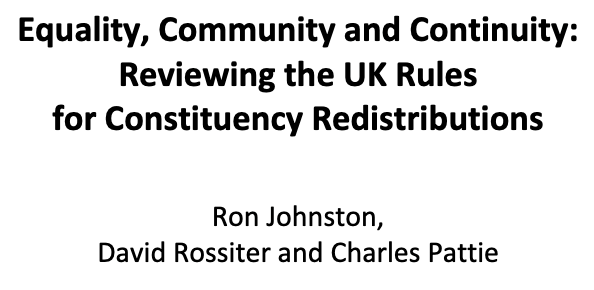 Equality, Community and Continuity:
Reviewing the UK Rules
for Constituency Redistributions
Ron Johnston,
David Rossiter and Charles Pattie